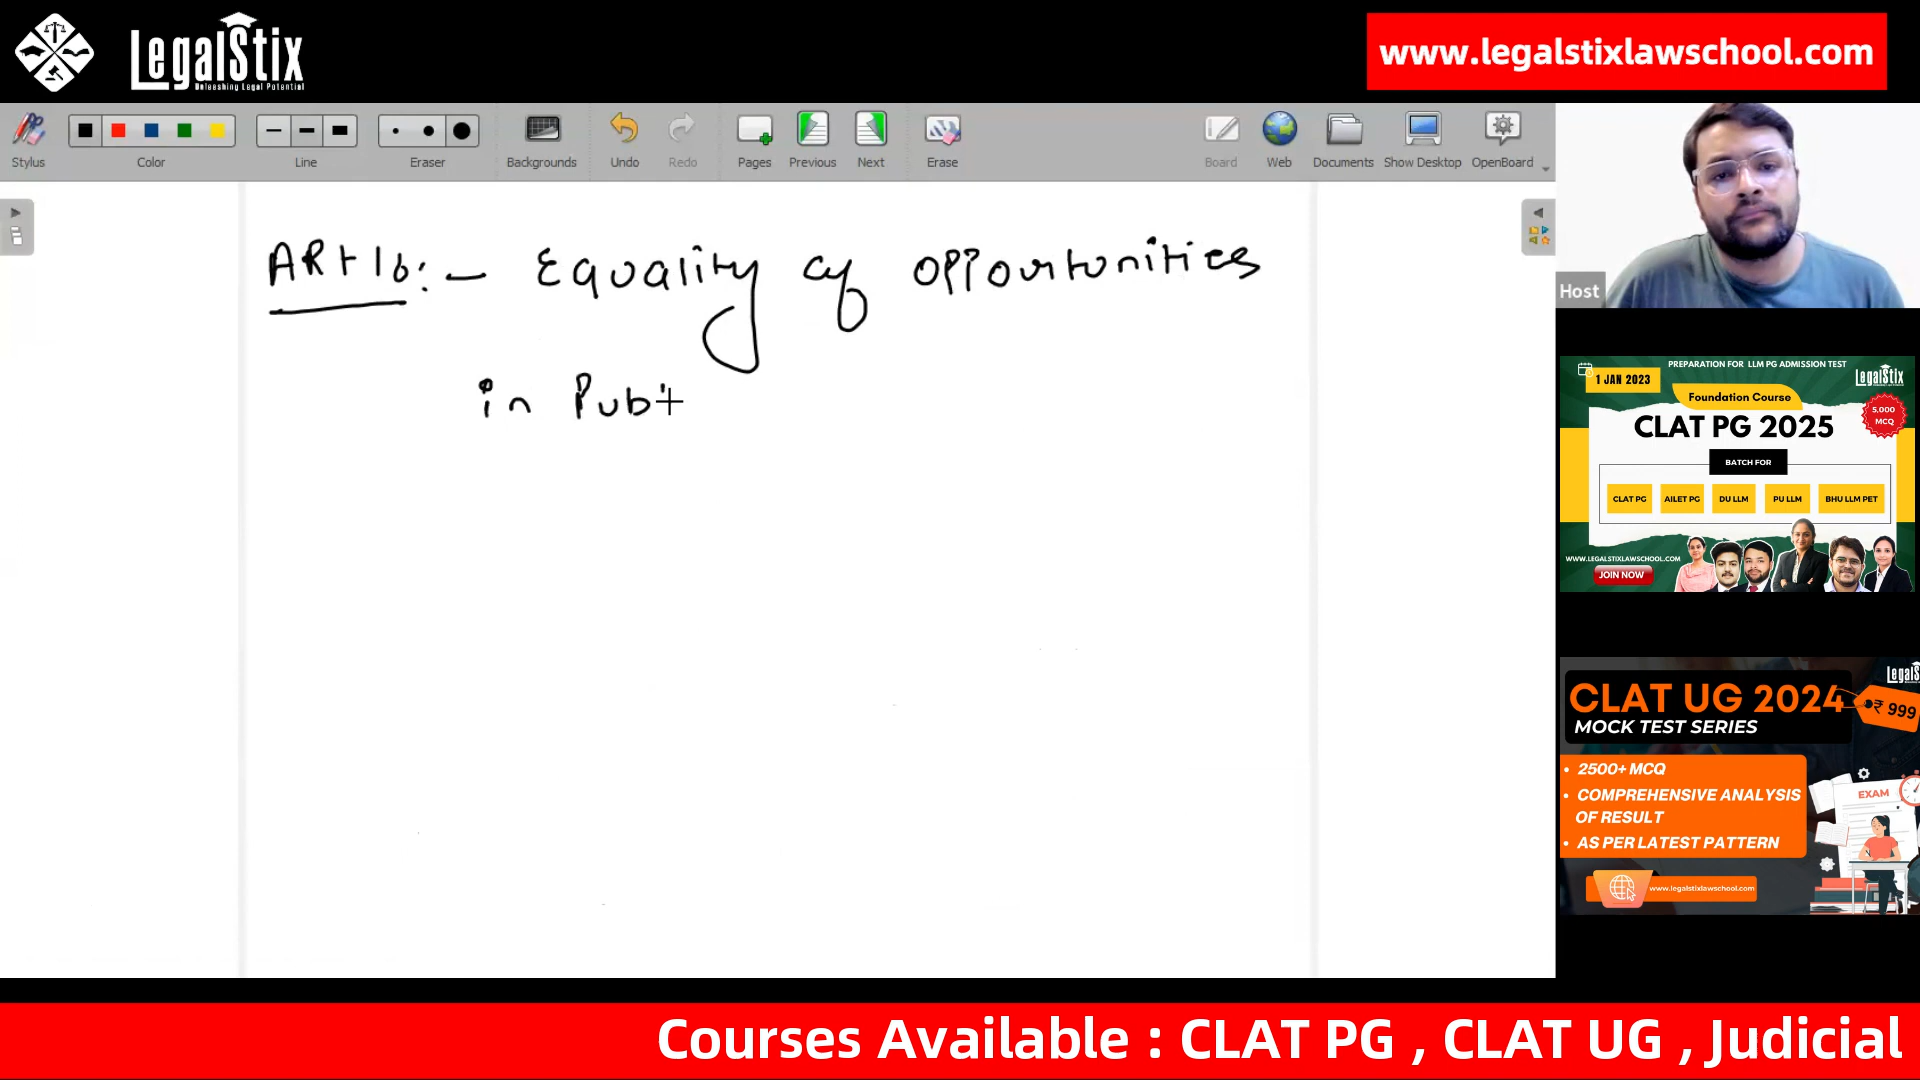 LegalStix
Unleashing Legal Potential
www.legalstixlawschool.com
Stylus
Color
Line
Eraser
Backgrounds
Undo
Redo
Pages
Previous
Next
Erase
Board
Web
Documents
Show Desktop
OpenBoard
ARt 16:- Equality of opportunities
in Pub
Host
PREPARATION FOR LLM PG ADMISSION TEST
LegalStix
1 JAN 2023
Foundation Course
5,000
MCQ
CLAT PG 2025
BATCH FOR
CLAT PG AILET PG DU LLM PU LLM BHU LLM PET
WWW.LEGALSTIXLAWSCHOOL.COM
JOIN NOW
LegalS
CLAT UG 2024
₹ 999
MOCK TEST SERIES
• 2500+ MCQ
• COMPREHENSIVE ANALYSIS
OF RESULT
• AS PER LATEST PATTERN
EXAM
www.legalstixlawschool.com
Courses Available : CLAT PG , CLAT UG , Judicial